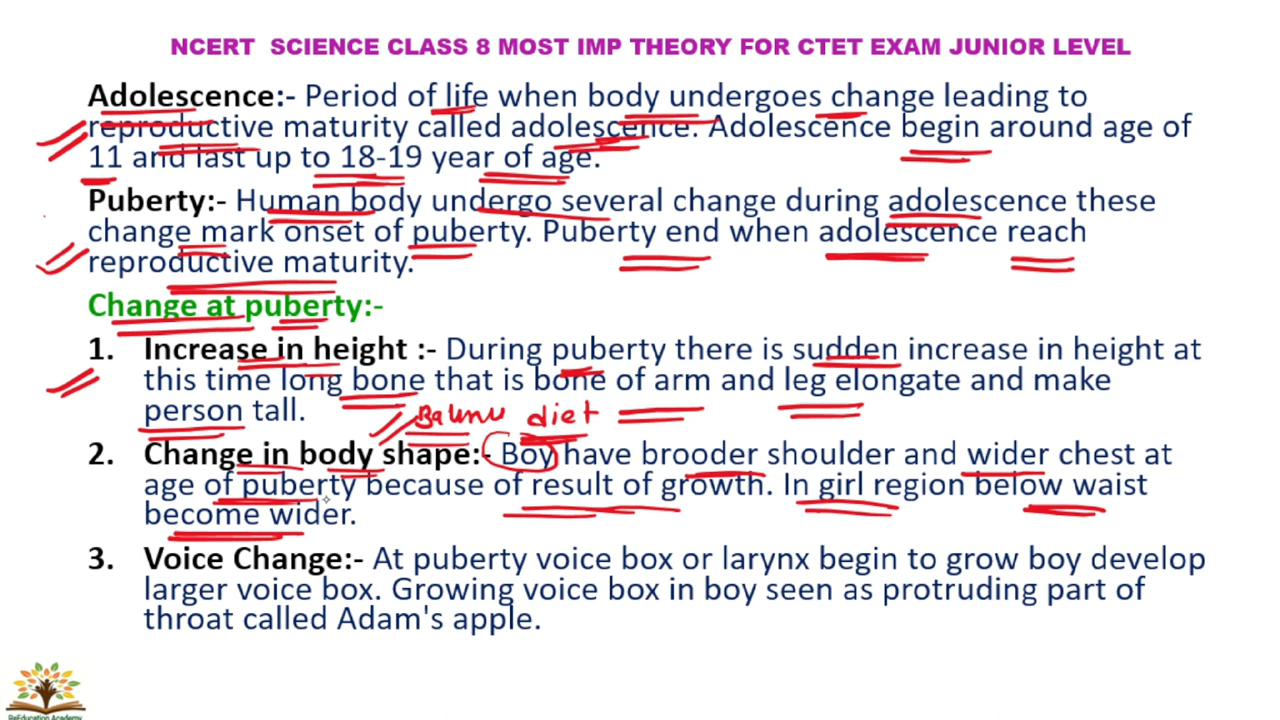 NCERT SCIENCE CLASS 8 MOST IMP THEORY FOR CTET EXAM JUNIOR LEVEL
Adolescence:- Period of life when body undergoes change leading to
reproductive maturity called adolescence. Adolescence begin around age of
11 and last up to 18-19 year of age.
Puberty:- Human body undergo several change during adolescence these
change mark onset of puberty. Puberty end when adolescence reach
reproductive maturity.
Change at puberty:-
1. Increase in height :- During puberty there is sudden increase in height at
this time long bone that is bone of arm and leg elongate and make
person tall.
diet
2. Change in body shape:- Boy have brooder shoulder and wider chest at
age of puberty because of result of growth. In girl region below waist
become wider.
3. Voice Change:- At puberty voice box or larynx begin to grow boy develop
larger voice box. Growing voice box in boy seen as protruding part of
throat called Adam's apple.
ReEducation Academy